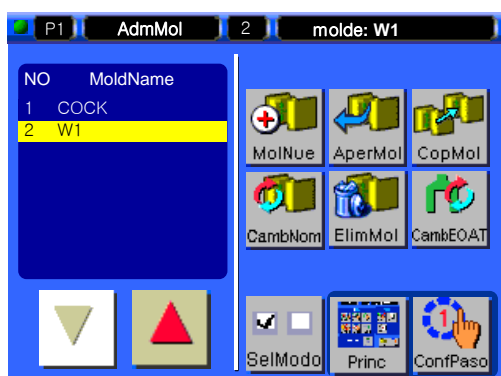 P1 AdmMol 2 molde: W1
NO MoldName
1 COCK
2 W1
MolNue AperMol CopMol
CambNom ElimMol CambEOAT
SelModo Princ ConfPaso
1